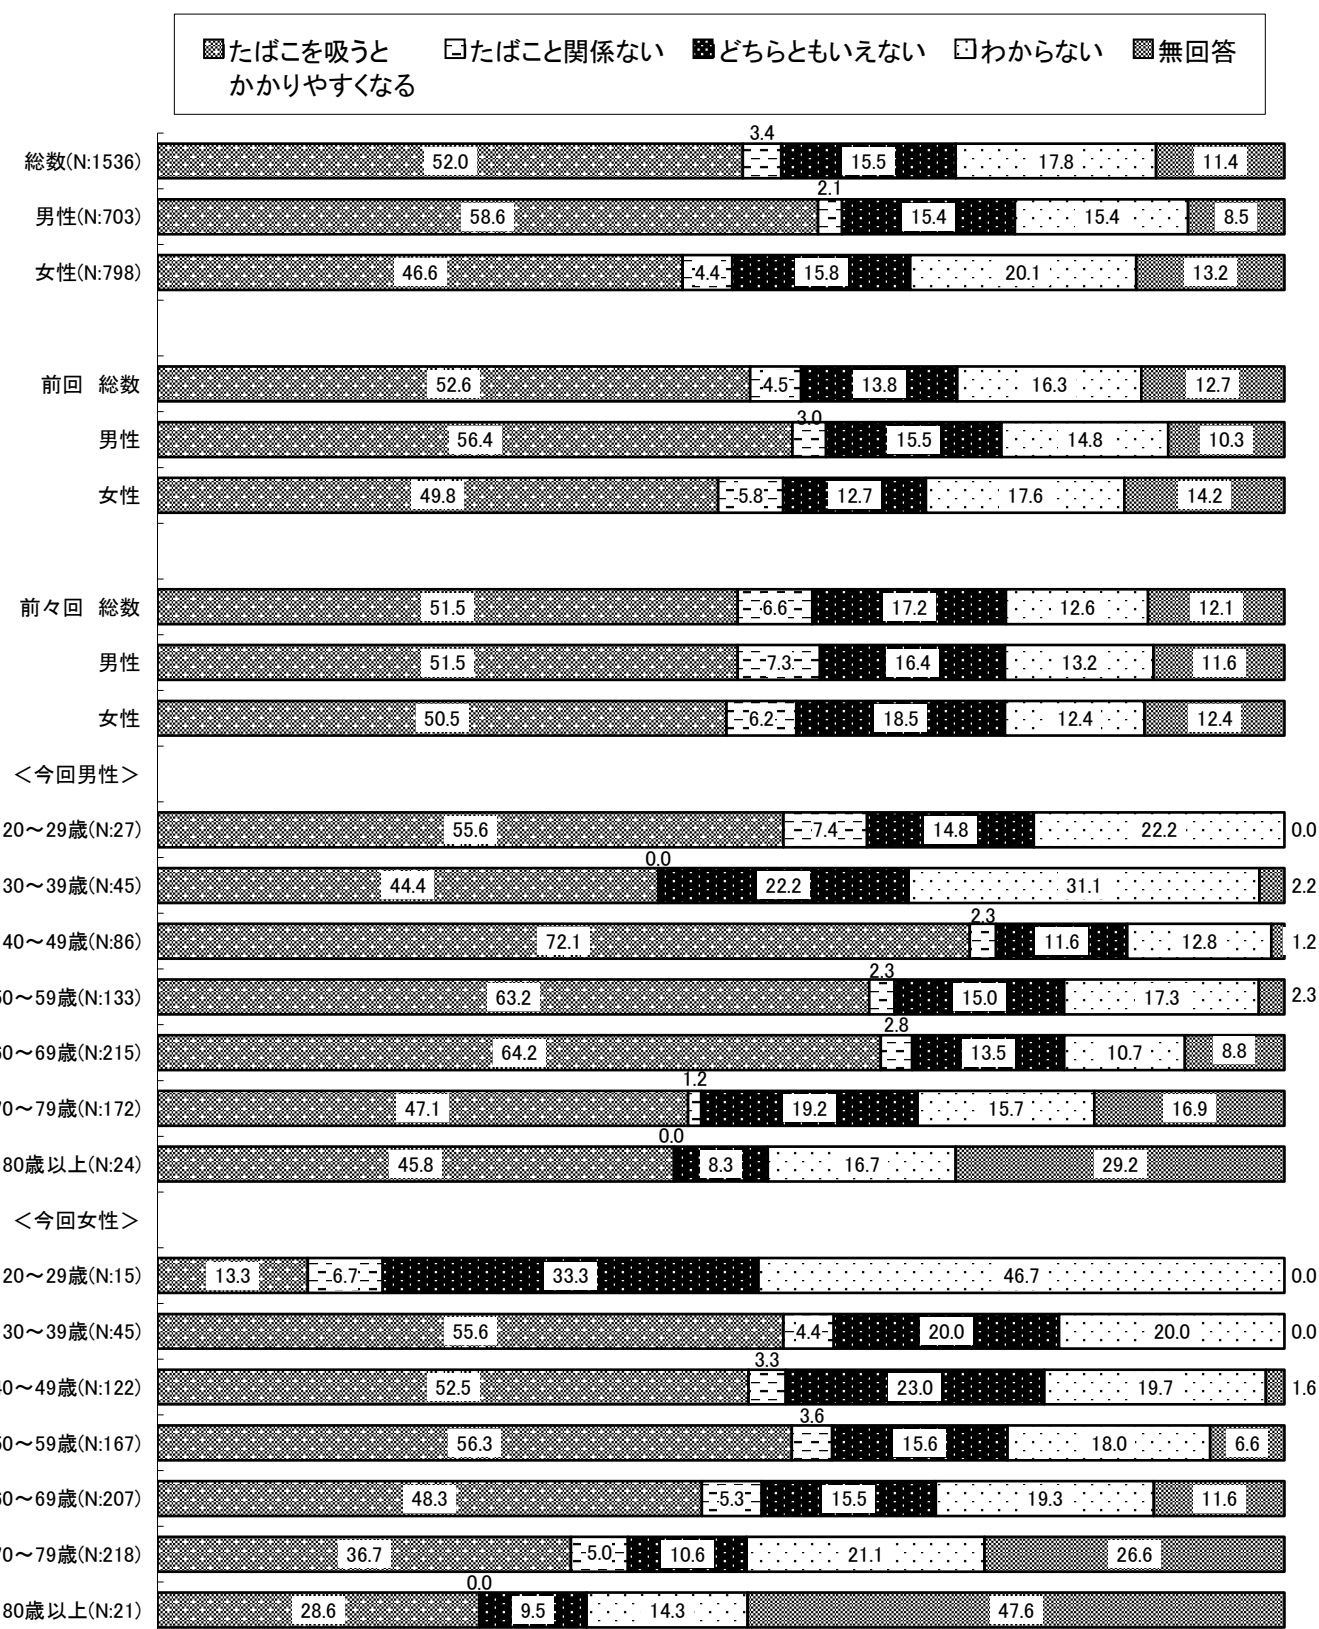 たばこを吸うと たばこと関係ない どちらともいえない わからない 無回答
かかりやすくなる
3.4
総数(N:1536) 52.0 15.5 17.8 11.4
2.1
男性(N:703) 58.6 15.4 15.4 8.5
女性(N:798) 46.6 4.4 15.8 20.1 13.2
前回 総数 52.6 4.5 13.8 16.3 12.7
3.0
男性 56.4 15.5 14.8 10.3
女性 49.8 5.8 12.7 17.6 14.2
前々回 総数 51.5 6.6 17.2 12.6 12.1
男性 51.5 7.3 16.4 13.2 11.6
女性 50.5 6.2 18.5 12.4 12.4
＜今回男性＞
20～29歳(N:27) 55.6 7.4 14.8 22.2 0.0
0.0
30～39歳(N:45) 44.4 22.2 31.1 2.2
2.3
40～49歳(N:86) 72.1 11.6 12.8 1.2
2.3
50～59歳(N:133) 63.2 15.0 17.3 2.3
2.8
60～69歳(N:215) 64.2 13.5 10.7 8.8
1.2
70～79歳(N:172) 47.1 19.2 15.7 16.9
0.0
80歳以上(N:24) 45.8 8.3 16.7 29.2
＜今回女性＞
20～29歳(N:15) 13.3 6.7 33.3 46.7 0.0
30～39歳(N:45) 55.6 4.4 20.0 20.0 0.0
3.3
40～49歳(N:122) 52.5 23.0 19.7 1.6
3.6
50～59歳(N:167) 56.3 15.6 18.0 6.6
60～69歳(N:207) 48.3 5.3 15.5 19.3 11.6
70～79歳(N:218) 36.7 5.0 10.6 21.1 26.6
0.0
80歳以上(N:21) 28.6 9.5 14.3 47.6